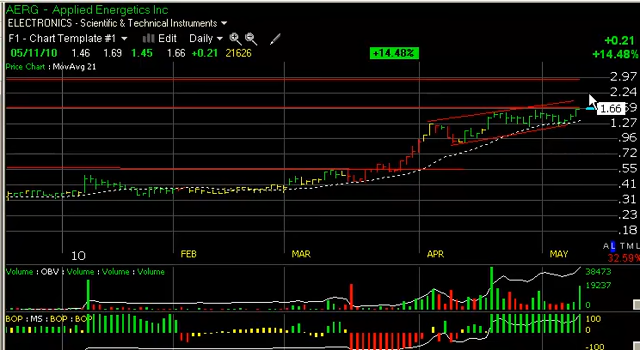 AERG - Applied Energetics Inc
ELECTRONICS - Scientific & Technical Instruments
F1 - Chart Template #1 Edit Daily
05/11/10 1.46 1.69 1.45 1.66 +0.21 21626 +14.48% +0.21
+14.48%
Price Chart : MovAvg 21
2.97
2.24
1.66
1.27
.96
.73
.55
.41
.31
.23
.18
10 FEB MAR APR MAY A L T M L
32.59%
Volume : OBV : Volume : Volume : Volume
38473
19237
0
BOP : MS : BOP : BOP
100
0
-100